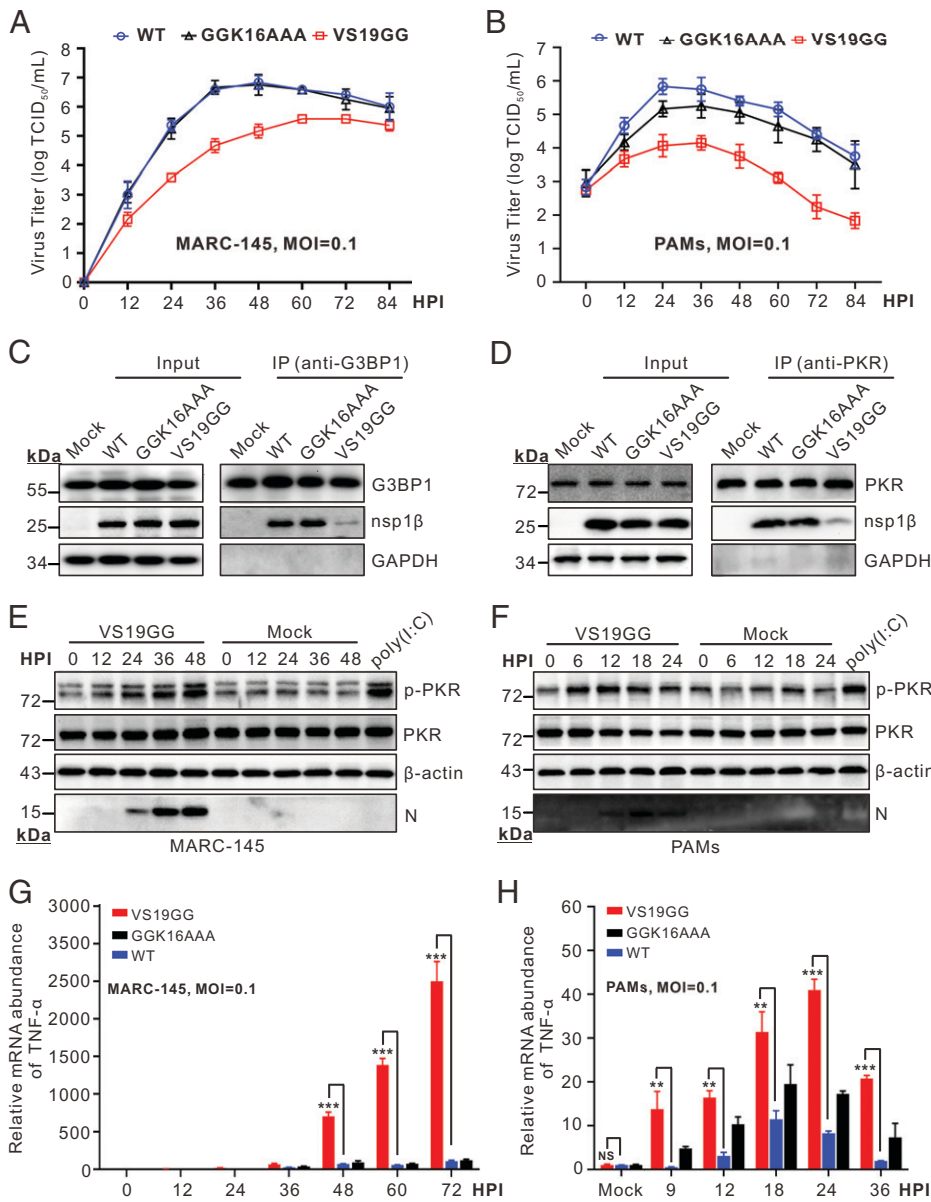 A
WT GGK16AAA VS19GG
Virus Titer (log TCID50/mL)
8
7
6
5
4
3
2
1
0
0 12 24 36 48 60 72 84 HPI
MARC-145, MOI=0.1
B
WT GGK16AAA VS19GG
Virus Titer (log TCID50/mL)
7
6
5
4
3
2
1
0
0 12 24 36 48 60 72 84 HPI
PAMs, MOI=0.1
C
Input IP (anti-G3BP1)
Mock WT GGK16AAA VS19GG Mock WT GGK16AAA VS19GG
kDa
55 G3BP1
25 nsp1β
34 GAPDH
D
Input IP (anti-PKR)
Mock WT GGK16AAA VS19GG Mock WT GGK16AAA VS19GG
kDa
72 PKR
25 nsp1β
34 GAPDH
E
VS19GG Mock poly(I:C)
HPI 0 12 24 36 48 0 12 24 36 48
72 p-PKR
72 PKR
43 β-actin
15 N
kDa
MARC-145
F
VS19GG Mock poly(I:C)
HPI 0 6 12 18 24 0 6 12 18 24
72 p-PKR
72 PKR
43 β-actin
15 N
kDa
PAMs
G
Relative mRNA abundance
of TNF-α
3000
3500
2500
2000
1500
1000
500
0
VS19GG
GGK16AAA
WT
MARC-145, MOI=0.1
*** *** ***
0 12 24 36 48 60 72 HPI
H
Relative mRNA abundance
of TNF-α
60
50
40
30
20
10
0
VS19GG
GGK16AAA
WT
PAMs, MOI=0.1
NS ** ** ** *** ***
Mock 9 12 18 24 36 HPI